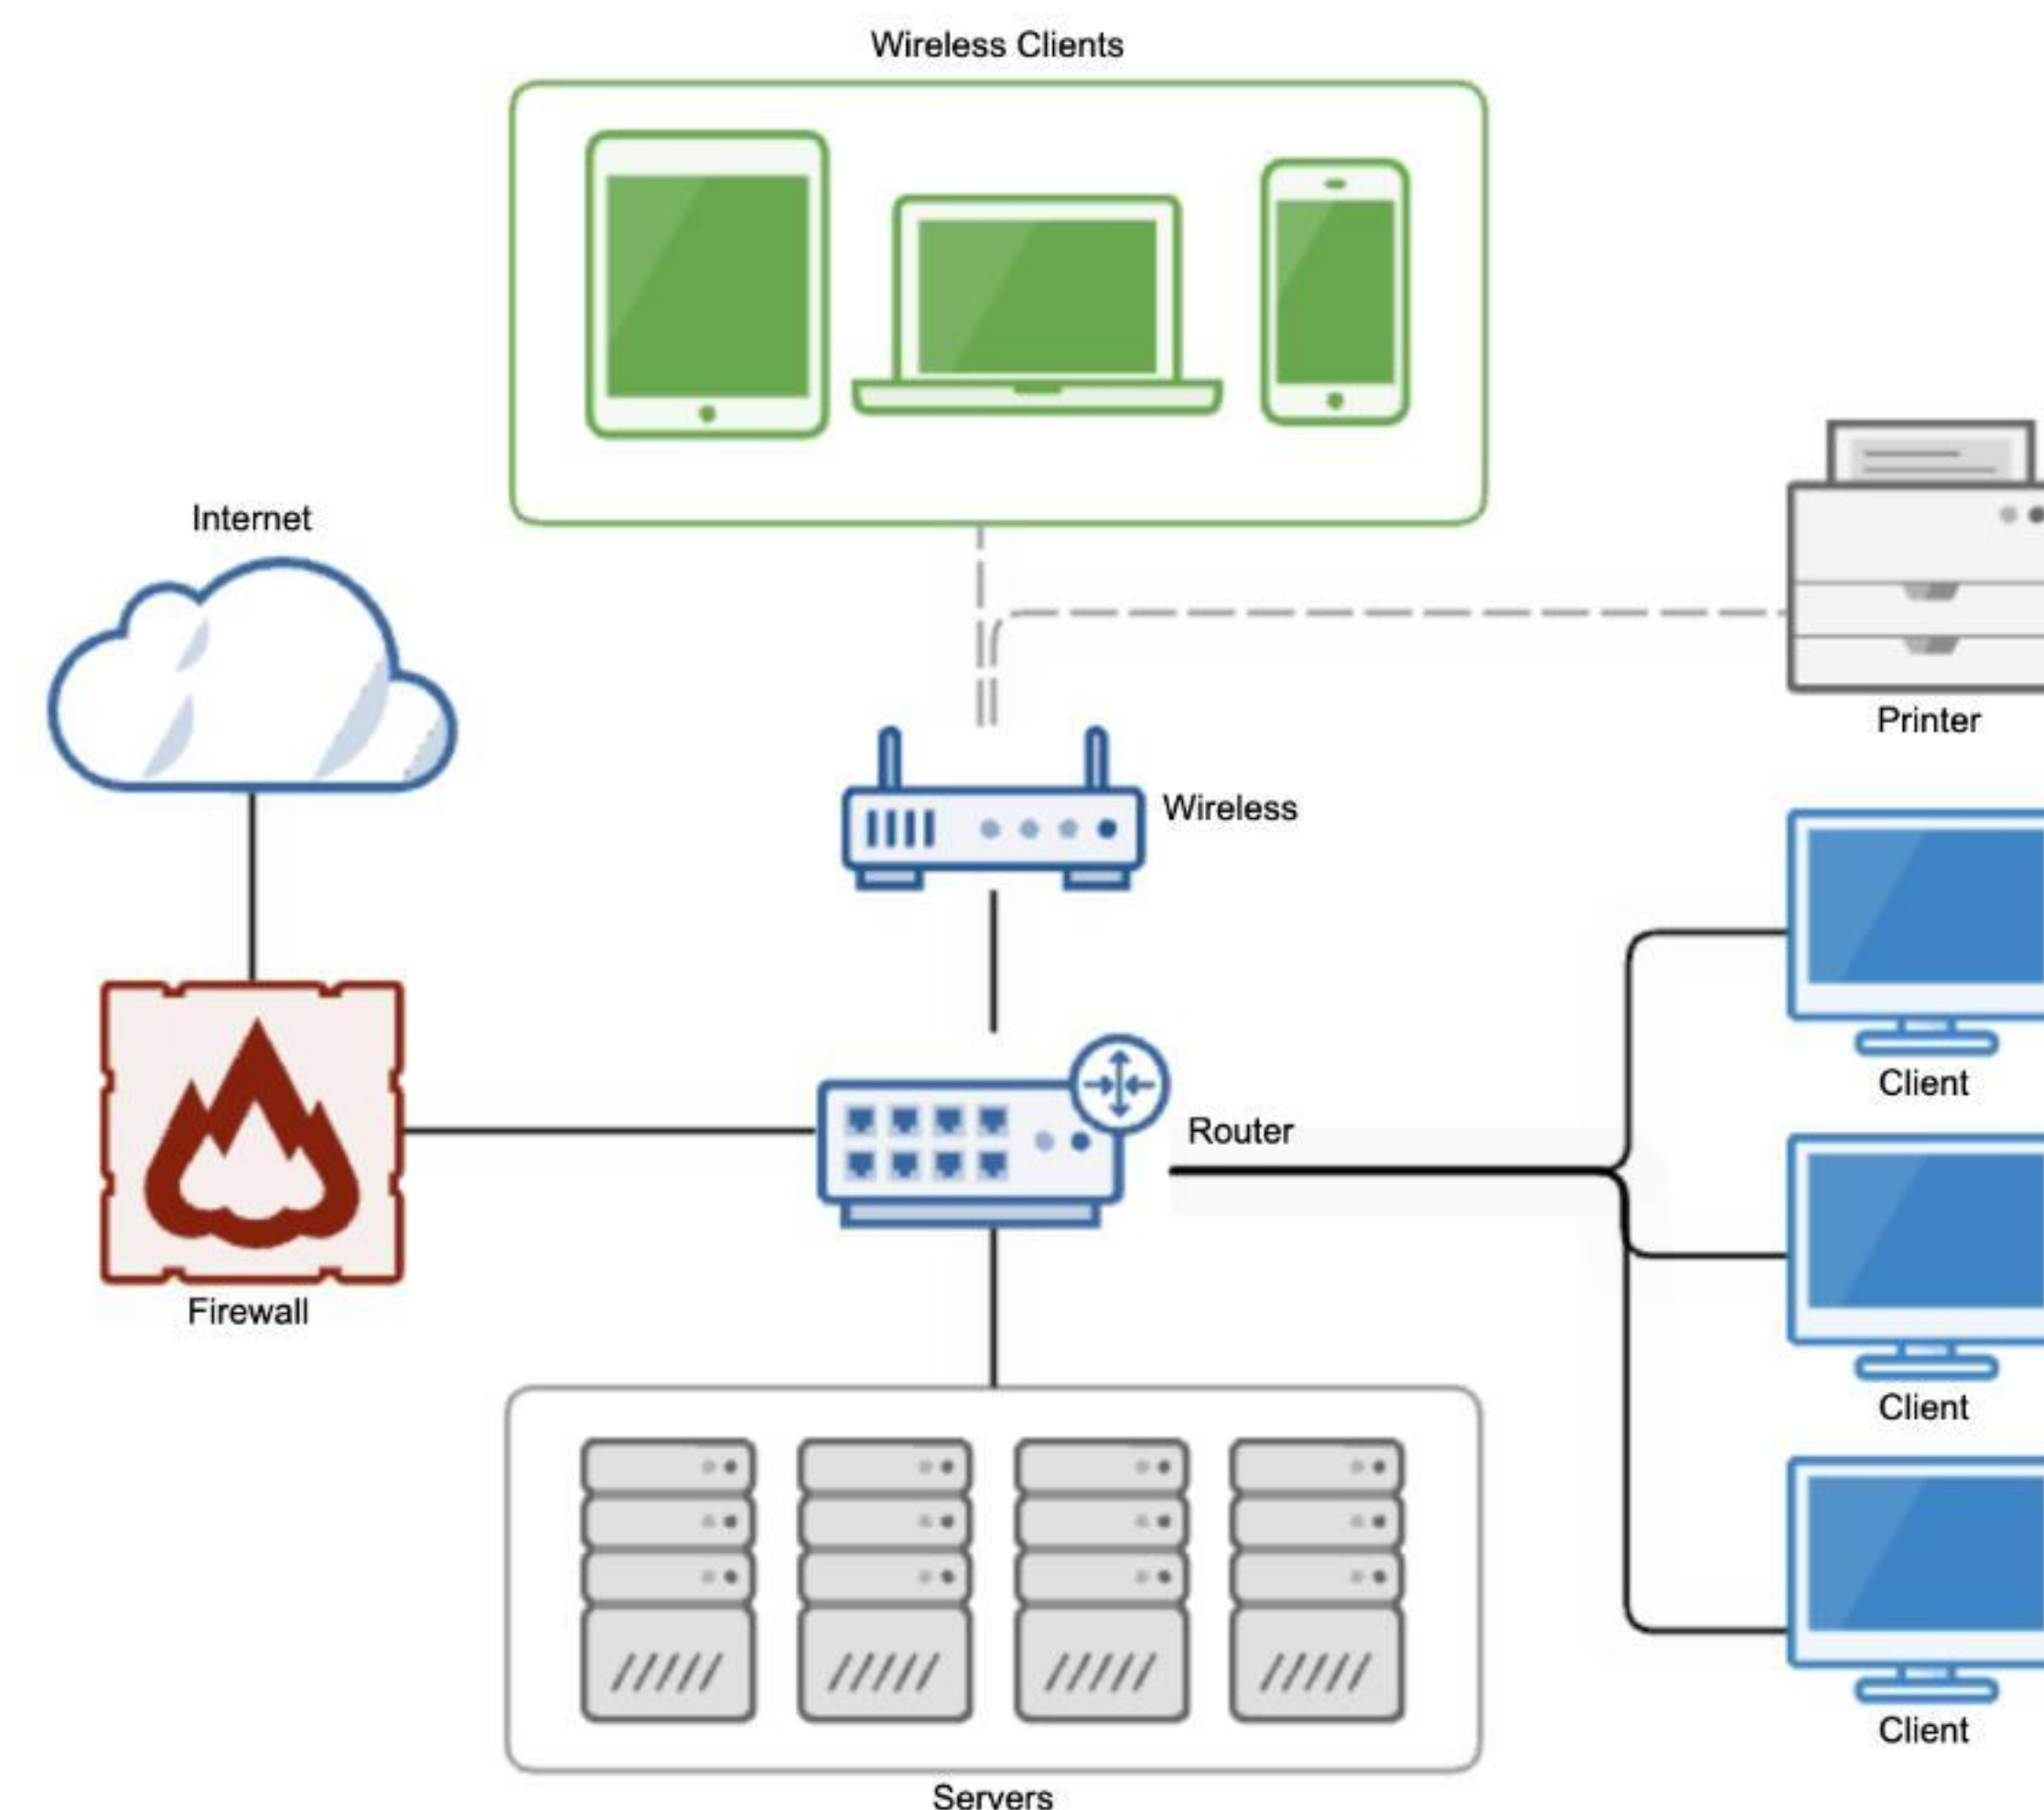 Wireless Clients
Internet
Printer
Wireless
Client
Router
Firewall
Client
Client
Servers